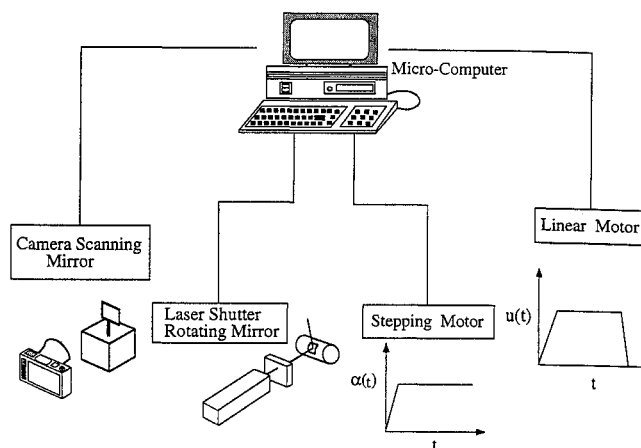 Micro-Computer
Camera Scanning
Mirror
Laser Shutter
Rotating Mirror
Stepping Motor
Linear Motor
α(t)
t
u(t)
t